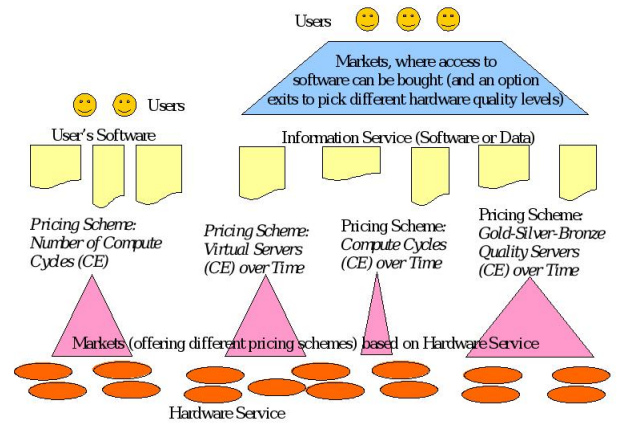 Users
Markets, where access to
software can be bought (and an option
exits to pick different hardware quality levels)
Users
User's Software
Information Service (Software or Data)
Pricing Scheme:
Number of Compute
Cycles (CE)
Pricing Scheme:
Virtual Servers
(CE) over Time
Pricing Scheme:
Compute Cycles
(CE) over Time
Pricing Scheme:
Gold-Silver-Bronze
Quality Servers
(CE) over Time
Markets (offering different pricing schemes) based on Hardware Service
Hardware Service